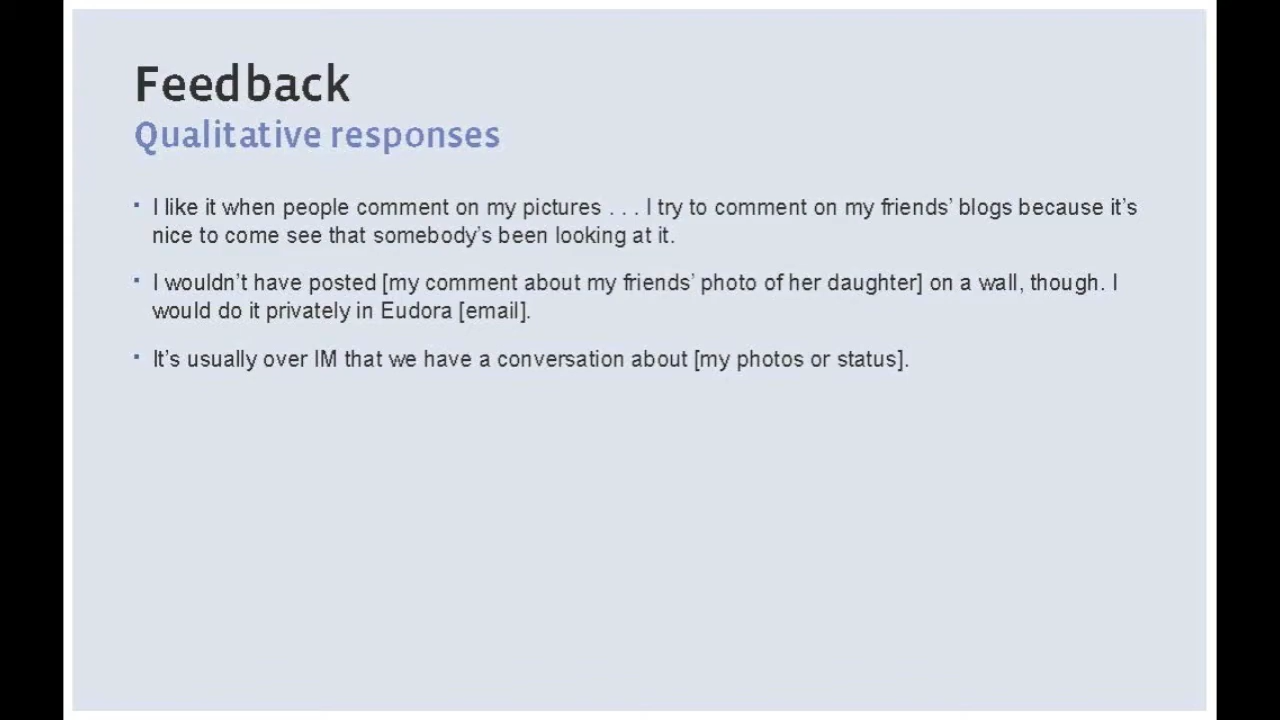 Feedback
Qualitative responses
▪ I like it when people comment on my pictures . . . I try to comment on my friends’ blogs because it’s
nice to come see that somebody’s been looking at it.
▪ I wouldn’t have posted [my comment about my friends’ photo of her daughter] on a wall, though. I
would do it privately in Eudora [email].
▪ It’s usually over IM that we have a conversation about [my photos or status].